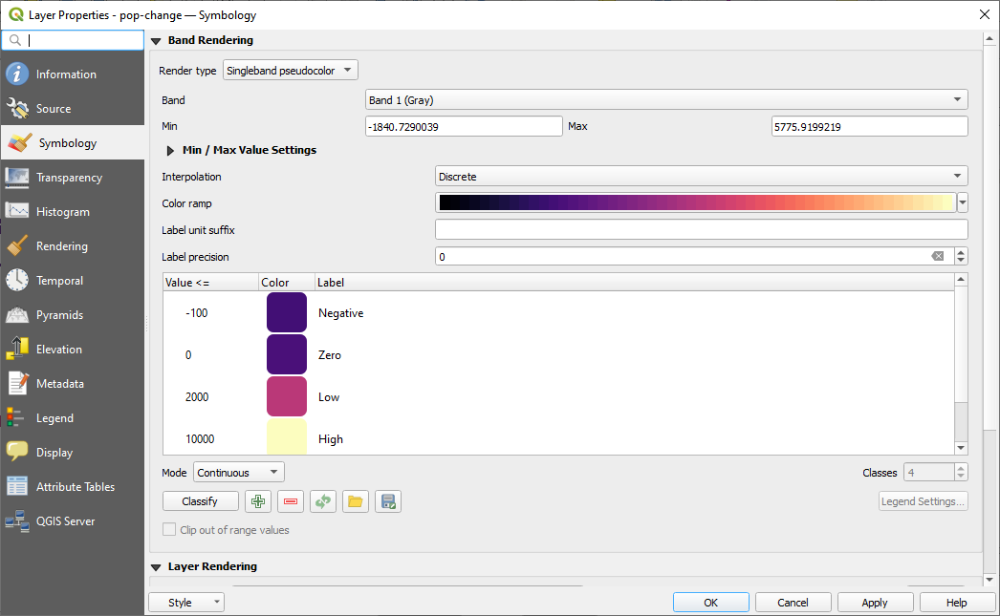 Layer Properties - pop-change — Symbology
Information
Source
Symbology
Transparency
Histogram
Rendering
Temporal
Pyramids
Elevation
Metadata
Legend
Display
Attribute Tables
QGIS Server
Band Rendering
Render type Singleband pseudocolor
Band Band 1 (Gray)
Min -1840.7290039 Max 5775.9199219
Min / Max Value Settings
Interpolation Discrete
Color ramp
Label unit suffix
Label precision 0
Value <= Color Label
-100 Negative
0 Zero
2000 Low
10000 High
Mode Continuous Classes 4
Classify Legend Settings...
Clip out of range values
Layer Rendering
Style OK Cancel Apply Help